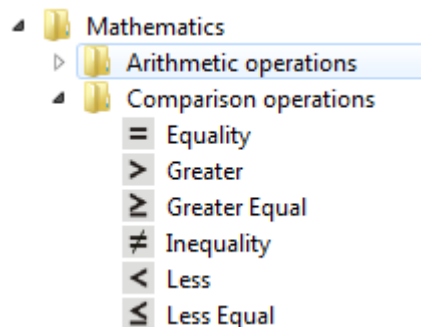 Mathematics
Arithmetic operations
Comparison operations
= Equality
> Greater
≥ Greater Equal
≠ Inequality
< Less
≤ Less Equal